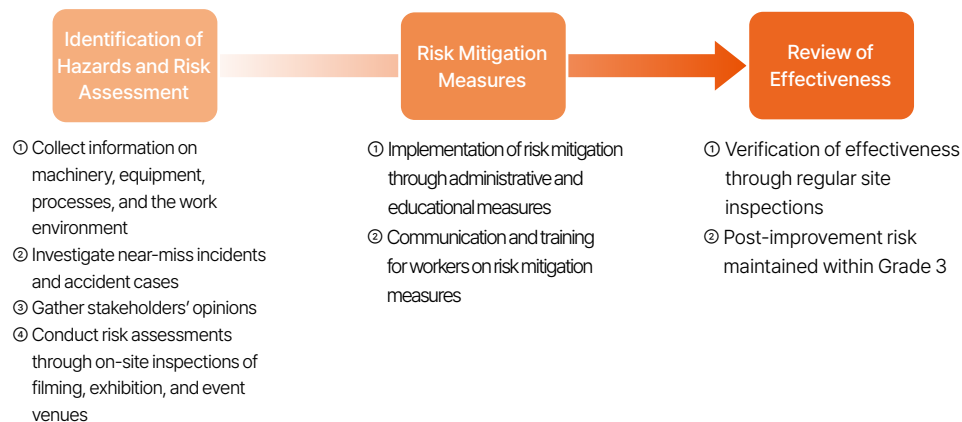 Identification of
Hazards and Risk
Assessment
① Collect information on
machinery, equipment,
processes, and the work
environment
② Investigate near-miss incidents
and accident cases
③ Gather stakeholders’ opinions
④ Conduct risk assessments
through on-site inspections of
filming, exhibition, and event
venues
Risk Mitigation
Measures
① Implementation of risk mitigation
through administrative and
educational measures
② Communication and training
for workers on risk mitigation
measures
Review of
Effectiveness
① Verification of effectiveness
through regular site
inspections
② Post-improvement risk
maintained within Grade 3